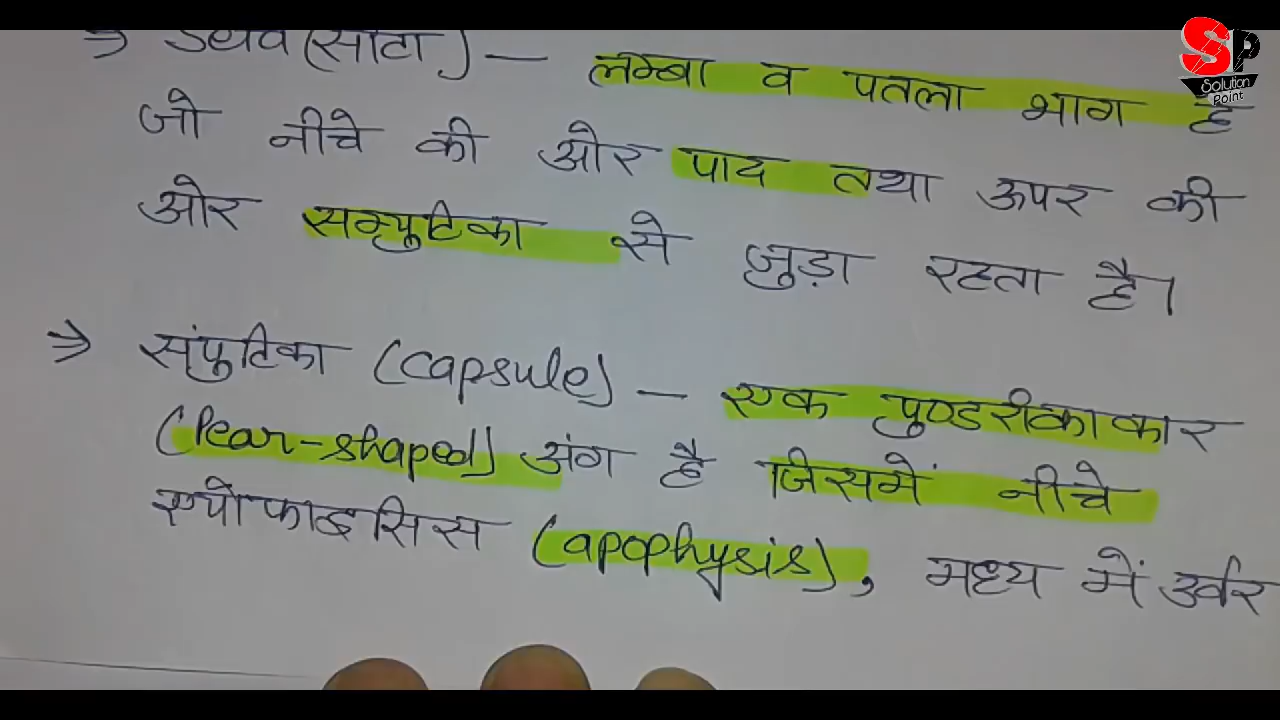 (सीटा) — लम्बा व पतला भाग है
जो नीचे की ओर पाद तथा ऊपर की
ओर सम्पुटिका से जुड़ा रहता है।
⇒ संपुटिका (capsule) — एक पुण्डरीकाकार
(Pear-shaped) अंग है जिसमें नीचे
एपोफाइसिस (apophysis), मध्य में उर्वर
SP
Solution
Point